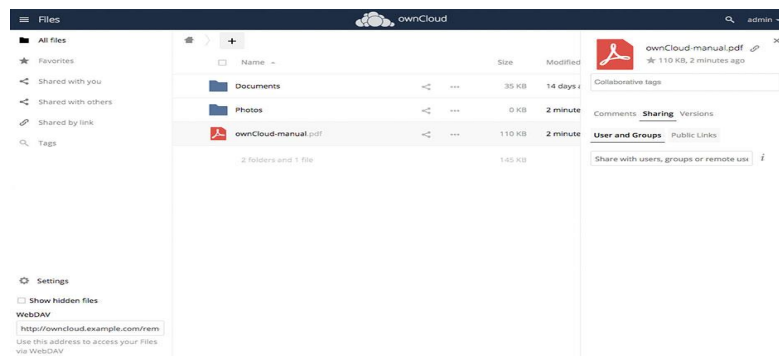 Files
ownCloud
admin
All files
Favorites
Shared with you
Shared with others
Shared by link
Tags
Settings
Show hidden files
WebDAV
http://owncloud.example.com/rem
Use this address to access your Files
via WebDAV
+
Name
Size
Modified
Documents
35 KB
14 days
Photos
0 KB
2 minute
ownCloud-manual.pdf
110 KB
2 minute
2 folders and 1 file
145 KB
ownCloud-manual.pdf
110 KB, 2 minutes ago
Collaborative tags
Comments Sharing Versions
User and Groups Public Links
Share with users, groups or remote use
i